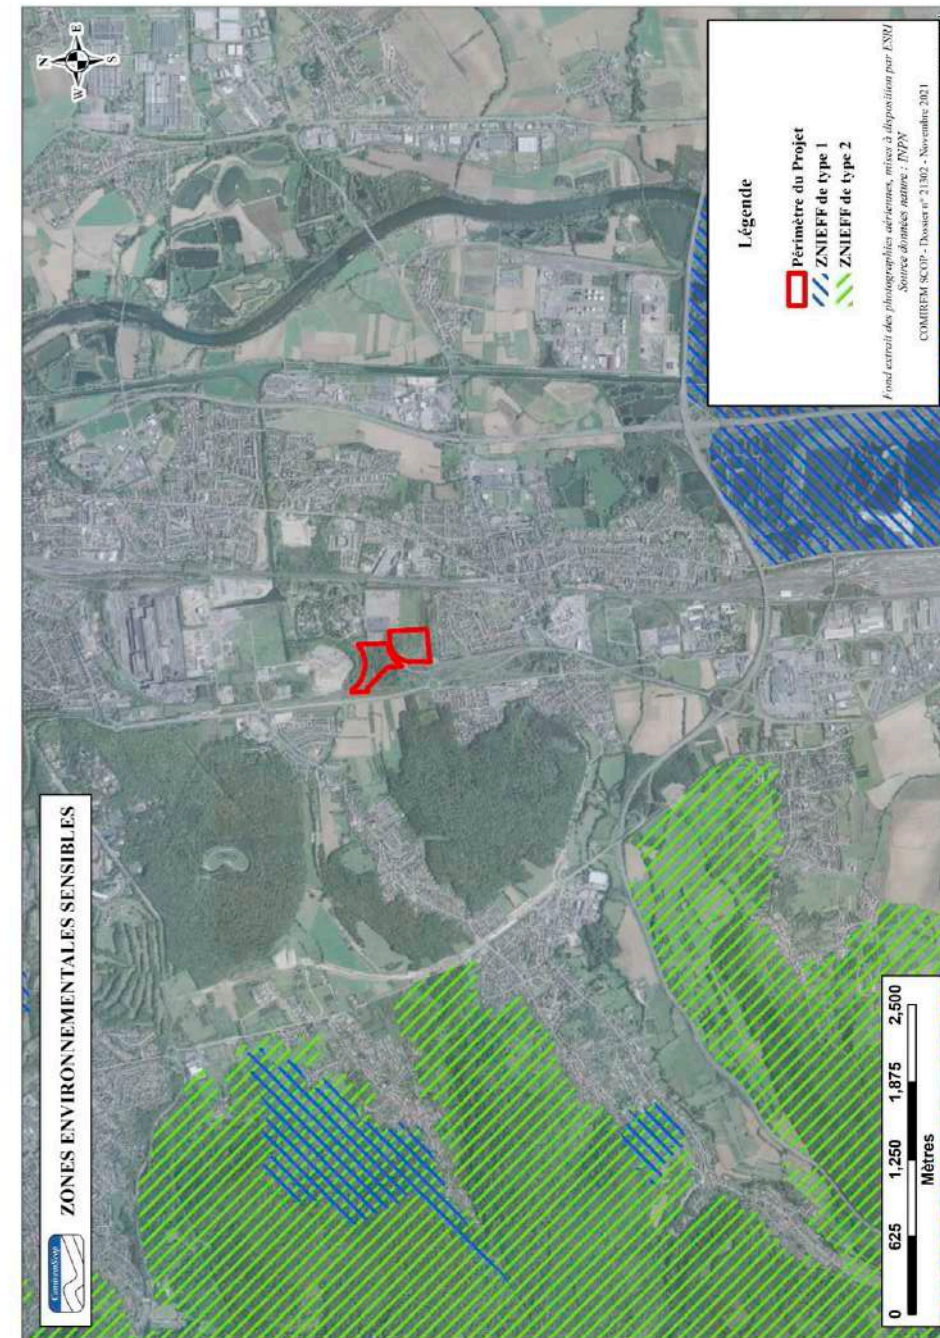 ComiremScop
ZONES ENVIRONNEMENTALES SENSIBLES
N
E
S
W
Légende
Périmètre du Projet
ZNIEFF de type 1
ZNIEFF de type 2
Fond extrait des photographies aériennes, mises à disposition par ESRI
Source données nature : INPN
COMIREM SCOP - Dossier n° 21302 - Novembre 2021
0 625 1,250 1,875 2,500
Mètres